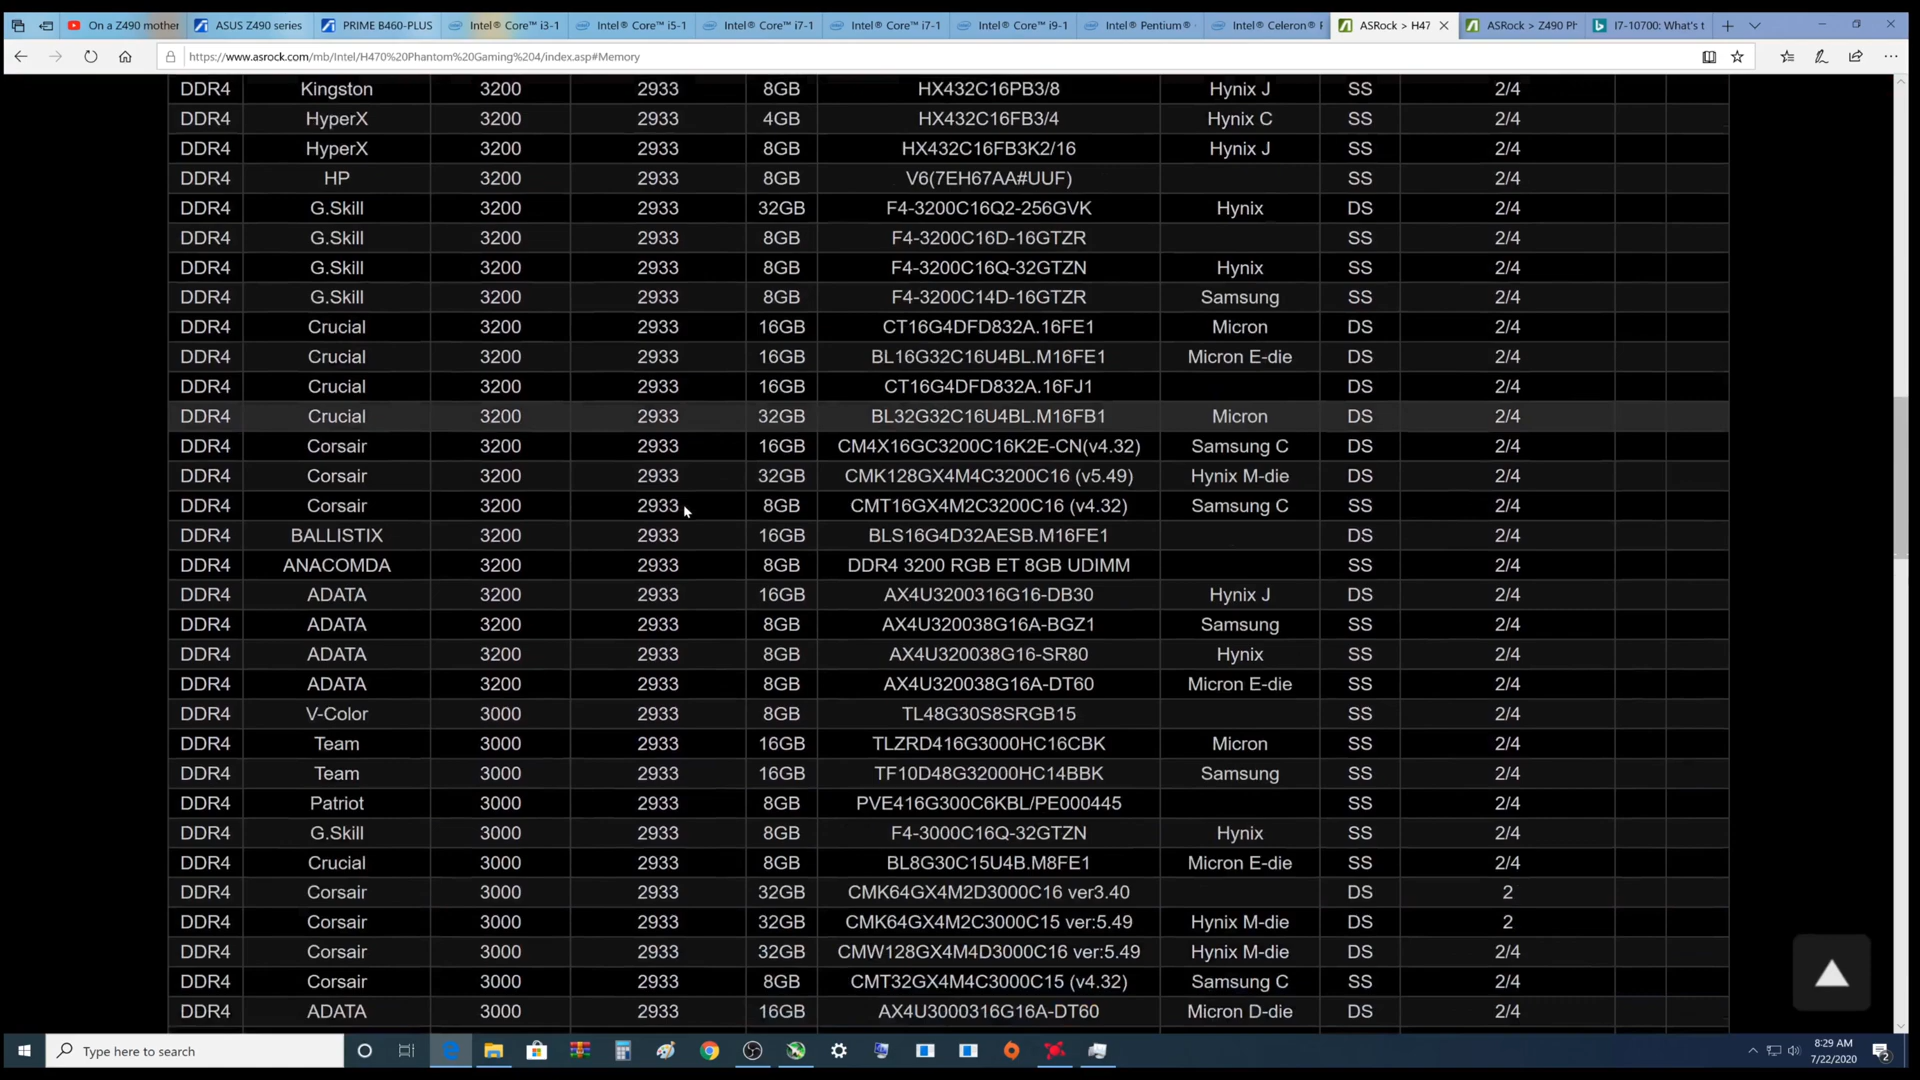 On a Z490 mother
ASUS Z490 series
PRIME B460-PLUS
Intel® Core™ i3-1
Intel® Core™ i5-1
Intel® Core™ i7-1
Intel® Core™ i7-1
Intel® Core™ i9-1
Intel® Pentium®
Intel® Celeron®
ASRock > H47
ASRock > Z490 Ph
I7-10700: What's t
https://www.asrock.com/mb/Intel/H470%20Phantom%20Gaming%204/index.asp#Memory
DDR4 Kingston 3200 2933 8GB HX432C16PB3/8 Hynix J SS 2/4
DDR4 HyperX 3200 2933 4GB HX432C16FB3/4 Hynix C SS 2/4
DDR4 HyperX 3200 2933 8GB HX432C16FB3K2/16 Hynix J SS 2/4
DDR4 HP 3200 2933 8GB V6(7EH67AA#UUF) SS 2/4
DDR4 G.Skill 3200 2933 32GB F4-3200C16Q2-256GVK Hynix DS 2/4
DDR4 G.Skill 3200 2933 8GB F4-3200C16D-16GTZR SS 2/4
DDR4 G.Skill 3200 2933 8GB F4-3200C16Q-32GTZN Hynix SS 2/4
DDR4 G.Skill 3200 2933 8GB F4-3200C14D-16GTZR Samsung SS 2/4
DDR4 Crucial 3200 2933 16GB CT16G4DFD832A.16FE1 Micron DS 2/4
DDR4 Crucial 3200 2933 16GB BL16G32C16U4BL.M16FE1 Micron E-die DS 2/4
DDR4 Crucial 3200 2933 16GB CT16G4DFD832A.16FJ1 DS 2/4
DDR4 Crucial 3200 2933 32GB BL32G32C16U4BL.M16FB1 Micron DS 2/4
DDR4 Corsair 3200 2933 16GB CM4X16GC3200C16K2E-CN(v4.32) Samsung C DS 2/4
DDR4 Corsair 3200 2933 32GB CMK128GX4M4C3200C16 (v5.49) Hynix M-die DS 2/4
DDR4 Corsair 3200 2933 8GB CMT16GX4M2C3200C16 (v4.32) Samsung C SS 2/4
DDR4 BALLISTIX 3200 2933 16GB BLS16G4D32AESB.M16FE1 DS 2/4
DDR4 ANACOMDA 3200 2933 8GB DDR4 3200 RGB ET 8GB UDIMM SS 2/4
DDR4 ADATA 3200 2933 16GB AX4U3200316G16-DB30 Hynix J DS 2/4
DDR4 ADATA 3200 2933 8GB AX4U320038G16A-BGZ1 Samsung SS 2/4
DDR4 ADATA 3200 2933 8GB AX4U320038G16-SR80 Hynix SS 2/4
DDR4 ADATA 3200 2933 8GB AX4U320038G16A-DT60 Micron E-die SS 2/4
DDR4 V-Color 3000 2933 8GB TL48G30S8SRGB15 SS 2/4
DDR4 Team 3000 2933 16GB TLZRD416G3000HC16CBK Micron SS 2/4
DDR4 Team 3000 2933 16GB TF10D48G32000HC14BBK Samsung SS 2/4
DDR4 Patriot 3000 2933 8GB PVE416G300C6KBL/PE000445 SS 2/4
DDR4 G.Skill 3000 2933 8GB F4-3000C16Q-32GTZN Hynix SS 2/4
DDR4 Crucial 3000 2933 8GB BL8G30C15U4B.M8FE1 Micron E-die SS 2/4
DDR4 Corsair 3000 2933 32GB CMK64GX4M2D3000C16 ver3.40 DS 2
DDR4 Corsair 3000 2933 32GB CMK64GX4M2C3000C15 ver:5.49 Hynix M-die DS 2
DDR4 Corsair 3000 2933 32GB CMW128GX4M4D3000C16 ver:5.49 Hynix M-die DS 2/4
DDR4 Corsair 3000 2933 8GB CMT32GX4M4C3000C15 (v4.32) Samsung C SS 2/4
DDR4 ADATA 3000 2933 16GB AX4U3000316G16A-DT60 Micron D-die DS 2/4
Type here to search
8:29 AM
7/22/2020
2